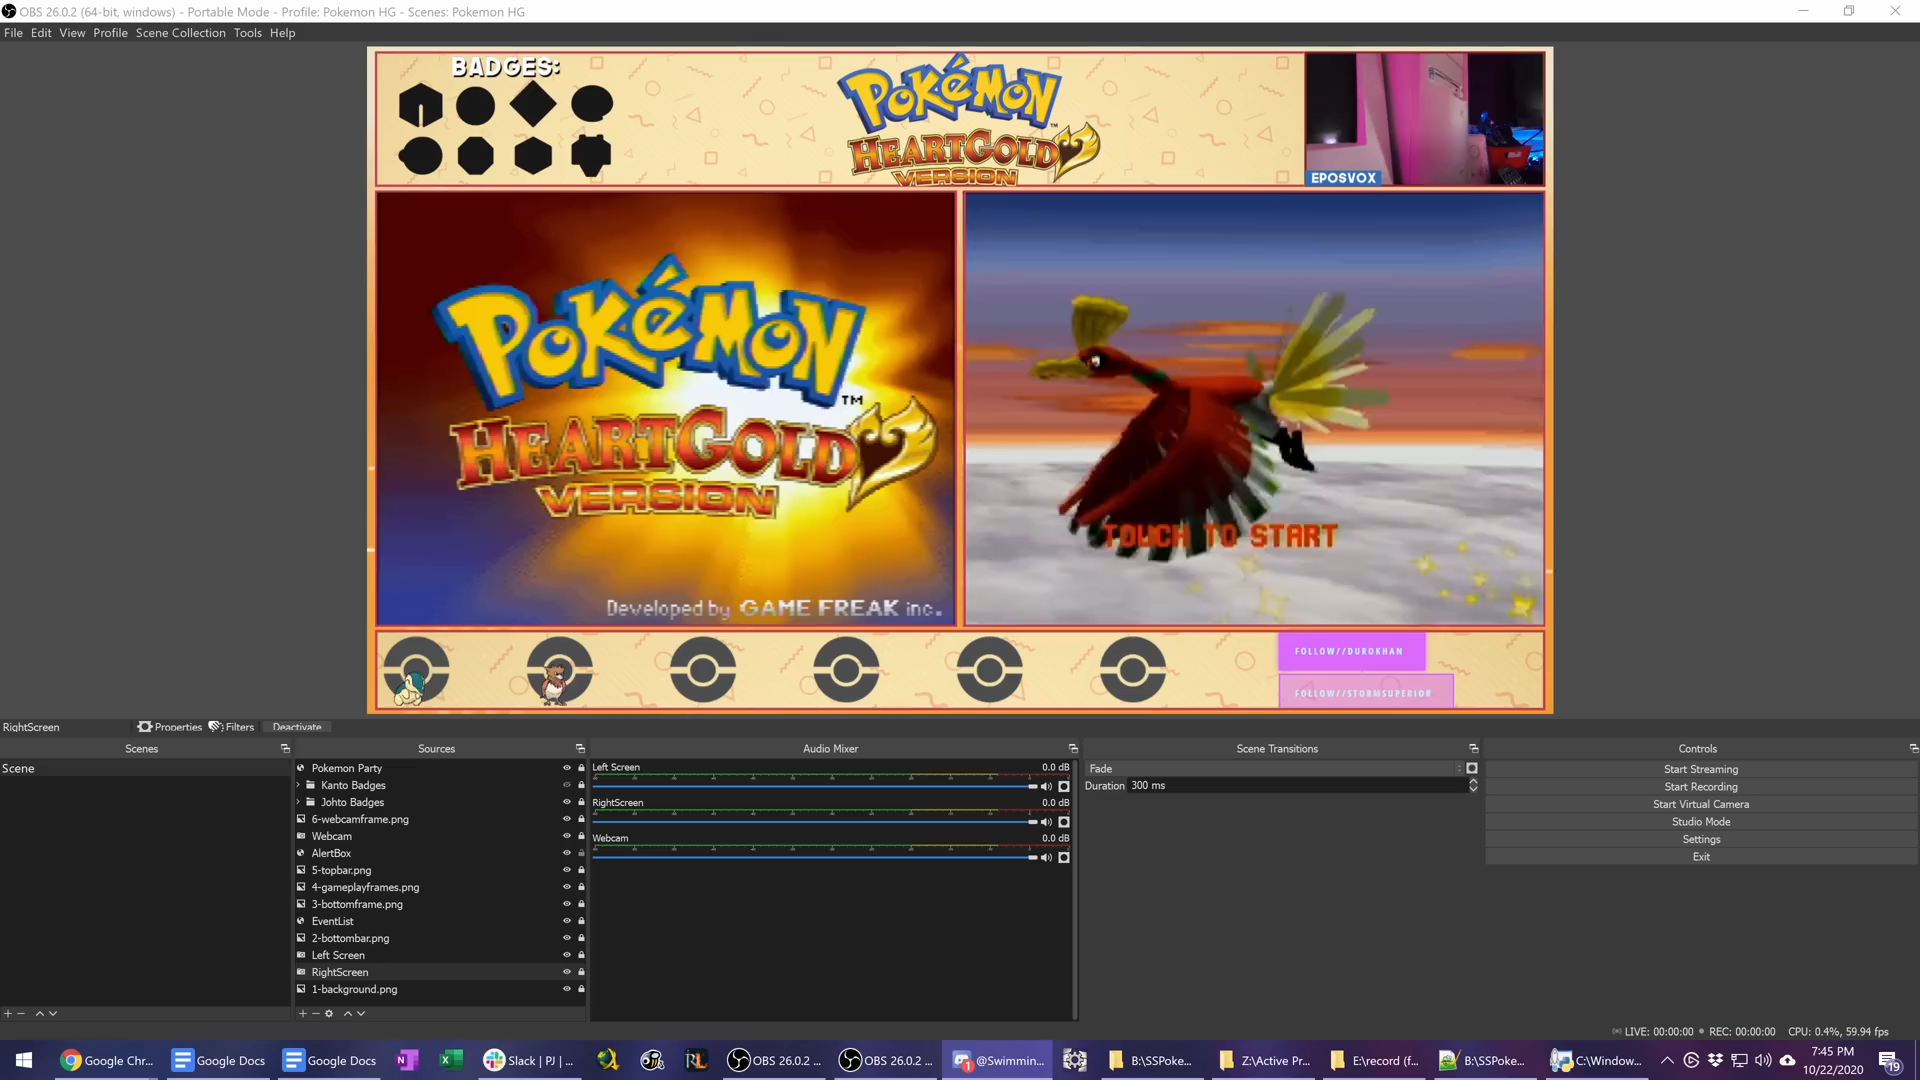 OBS 26.0.2 (64-bit, windows) - Portable Mode - Profile: Pokemon HG - Scenes: Pokemon HG
File Edit View Profile Scene Collection Tools Help
BADGES:
POKéMON
™
HEARTGOLD
VERSION
EPOSVOX
POKéMON
™
HEARTGOLD
VERSION
Developed by GAME FREAK inc.
TOUCH TO START
FOLLOW//DUROKHAN
FOLLOW//STORMSUPERIOR
RightScreen Properties Filters Deactivate
Scenes
Scene
Sources
Pokemon Party
Kanto Badges
Johto Badges
6-webcamframe.png
Webcam
AlertBox
5-topbar.png
4-gameplayframes.png
3-bottomframe.png
EventList
2-bottombar.png
Left Screen
RightScreen
1-background.png
Audio Mixer
Left Screen 0.0 dB
RightScreen 0.0 dB
Webcam 0.0 dB
Scene Transitions
Fade
Duration 300 ms
Controls
Start Streaming
Start Recording
Start Virtual Camera
Studio Mode
Settings
Exit
LIVE: 00:00:00 REC: 00:00:00 CPU: 0.4%, 59.94 fps
Google Chr... Google Docs Google Docs Slack | PJ | ... RL OBS 26.0.2 ... OBS 26.0.2 ... 1 @Swimmin... B:\SSPoke... Z:\Active Pr... E:\record (f... B:\SSPoke... C:\Window...
7:45 PM
10/22/2020
19